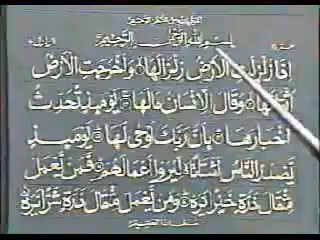 بسم الله الرحمن الرحيم
إذا زلزلت الأرض زلزالها وأخرجت الأرض
أثقالها وقال الإنسان مالها يومئذ تحدث
أخبارها بأن ربك أوحى لها يومئذ
يصدر الناس أشتاتا ليروا أعمالهم فمن يعمل
مثقال ذرة خيرا يره ومن يعمل مثقال ذرة شرا يره